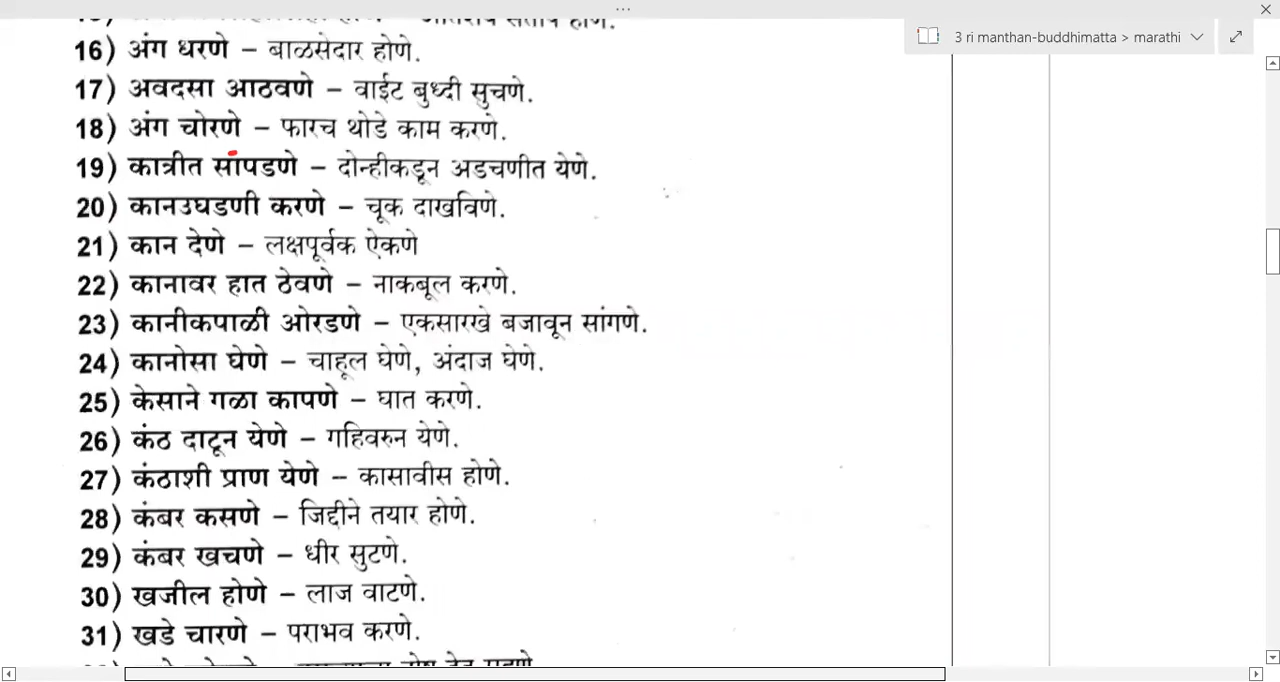 3 ri manthan-buddhimatta > marathi
16) अंग धरणे – बाळसेदार होणे.
17) अवदसा आठवणे – वाईट बुध्दी सुचणे.
18) अंग चोरणे – फारच थोडे काम करणे.
19) कात्रीत सांपडणे – दोन्हीकडून अडचणीत येणे.
20) कानउघडणी करणे – चूक दाखविणे.
21) कान देणे – लक्षपूर्वक ऐकणे
22) कानावर हात ठेवणे – नाकबूल करणे.
23) कानीकपाळी ओरडणे – एकसारखे बजावून सांगणे.
24) कानोसा घेणे – चाहूल घेणे, अंदाज घेणे.
25) केसाने गळा कापणे – घात करणे.
26) कंठ दाटून येणे – गहिवरुन येणे.
27) कंठाशी प्राण येणे – कासावीस होणे.
28) कंबर कसणे – जिद्दीने तयार होणे.
29) कंबर खचणे – धीर सुटणे.
30) खजील होणे – लाज वाटणे.
31) खडे चारणे – पराभव करणे.